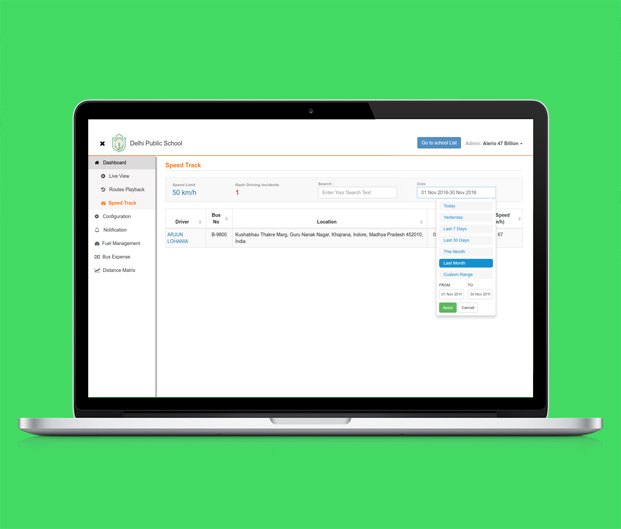 ✖ Delhi Public School
Go to school List
Admin: Alerio 47 Billion
Dashboard
Live View
Routes Playback
Speed Track
Configuration
Notification
Fuel Management
Bus Expense
Distance Matrix
Speed Track
Speed Limit
50 km/h
Rash Driving Incidents
1
Search :
Enter Your Search Text
Date
01 Nov 2016-30 Nov 2016
Driver
Bus
No
Location
Speed
ARJUN
LOHANIA
B-9800
Kushabhau Thakre Marg, Guru Nanak Nagar, Khajrana, Indore, Madhya Pradesh 452010,
India
67
Today
Yesterday
Last 7 Days
Last 30 Days
This Month
Last Month
Custom Range
FROM TO
01 Nov 2016 30 Nov 2016
Apply Cancel